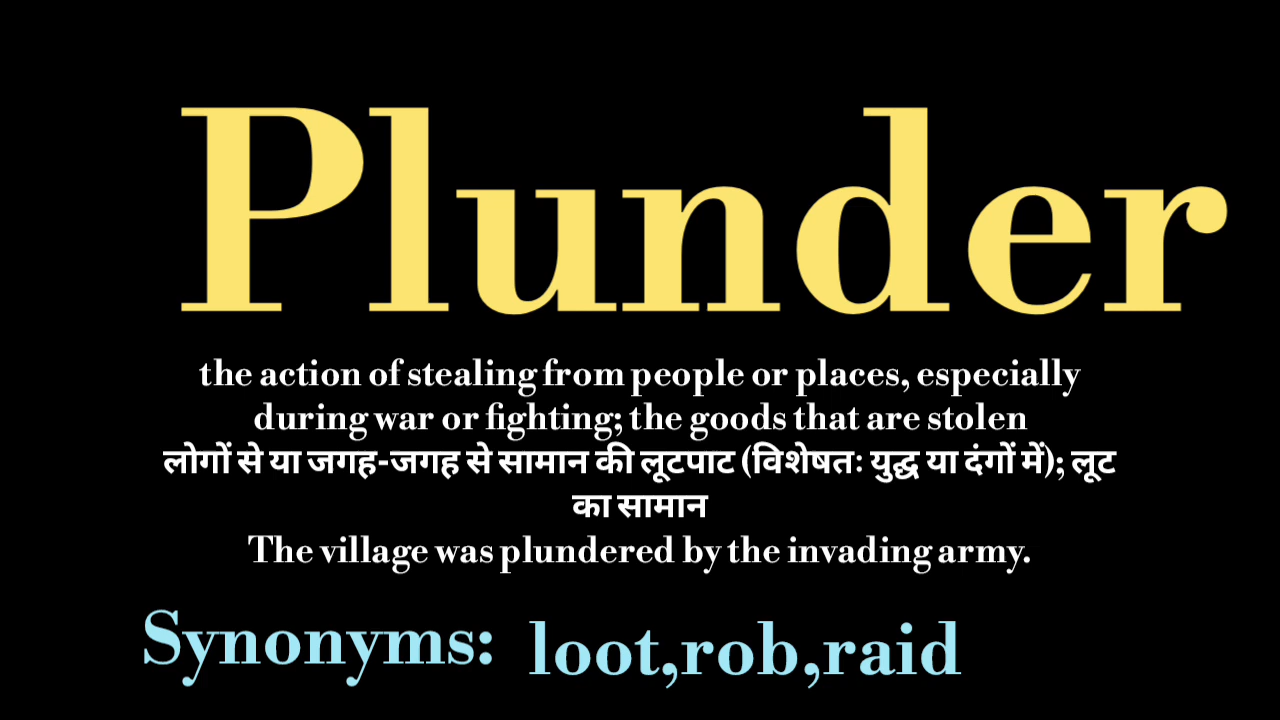 Plunder
the action of stealing from people or places, especially
during war or fighting; the goods that are stolen
लोगों से या जगह-जगह से सामान की लूटपाट (विशेषतः युद्ध या दंगों में); लूट
का सामान
The village was plundered by the invading army.
Synonyms: loot,rob,raid